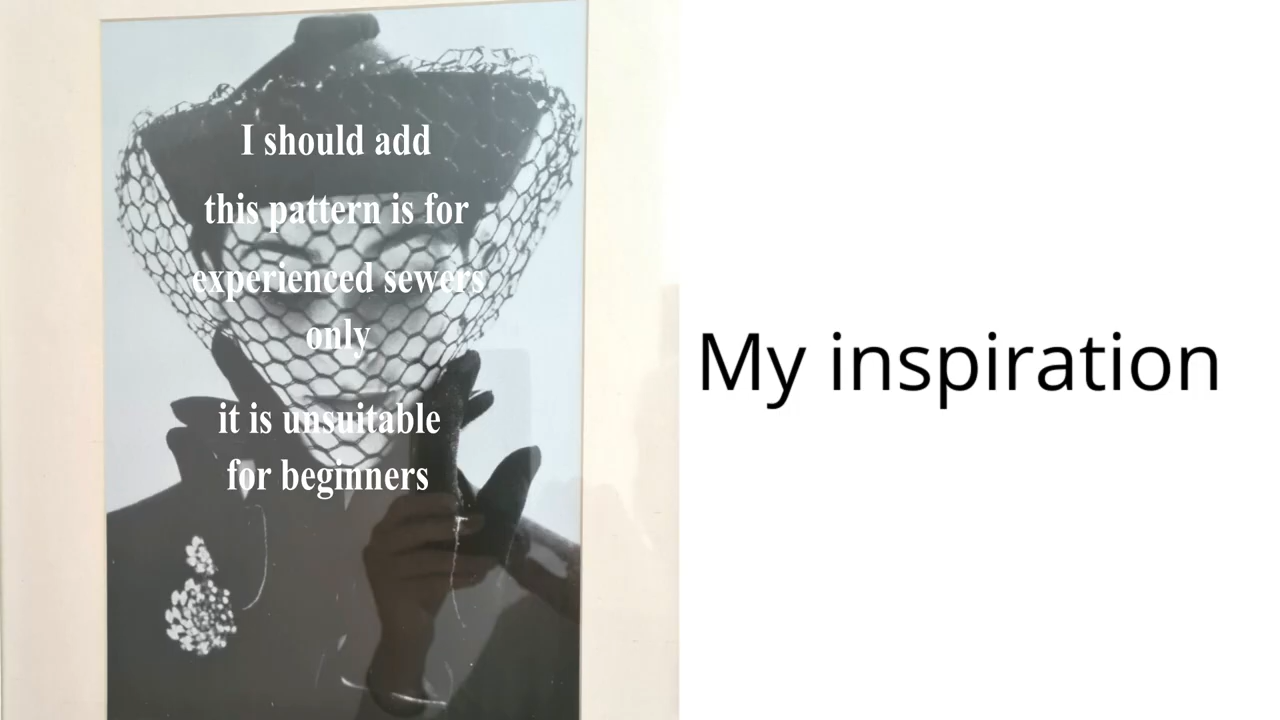 I should add
this pattern is for
experienced sewers
only
it is unsuitable
for beginners
My inspiration